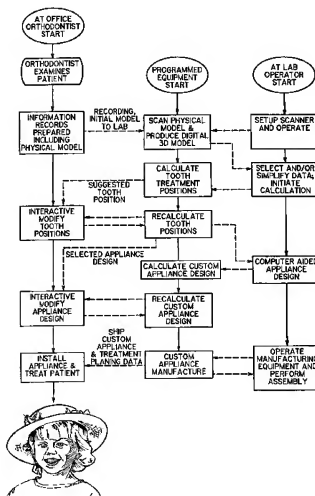 AT OFFICE
ORTHODONTIST
START
ORTHODONTIST
EXAMINES
PATIENT
INFORMATION
RECORDS
PREPARED
INCLUDING
PHYSICAL MODEL
RECORDING,
INITIAL MODEL
TO LAB
PROGRAMMED
EQUIPMENT
START
SCAN PHYSICAL
MODEL &
PRODUCE DIGITAL
3D MODEL
AT LAB
OPERATOR
START
SETUP SCANNER
AND OPERATE
SELECT AND/OR
SIMPLIFY DATA,
INITIATE
CALCULATION
CALCULATE
TOOTH
TREATMENT
POSITIONS
SUGGESTED
TOOTH
POSITION
INTERACTIVE
MODIFY
TOOTH
POSITIONS
RECALCULATE
TOOTH
POSITIONS
SELECTED APPLIANCE
DESIGN
CALCULATE CUSTOM
APPLIANCE DESIGN
COMPUTER AIDED
APPLIANCE
DESIGN
INTERACTIVE
MODIFY
APPLIANCE
DESIGN
RECALCULATE
CUSTOM
APPLIANCE
DESIGN
SHIP
CUSTOM
APPLIANCE
& TREATMENT
PLANING DATA
INSTALL
APPLIANCE &
TREAT PATIENT
CUSTOM
APPLIANCE
MANUFACTURE
OPERATE
MANUFACTURING
EQUIPMENT AND
PERFORM
ASSEMBLY